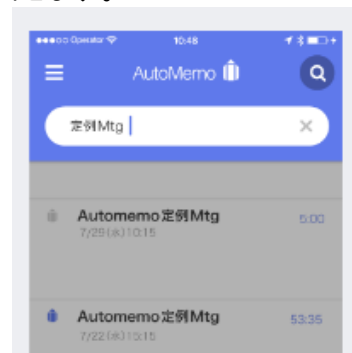 Operator 10:48
AutoMemo
定例Mtg
Automemo定例Mtg 5:00
7/29(水)10:15
Automemo定例Mtg 53:35
7/22(水)10:15